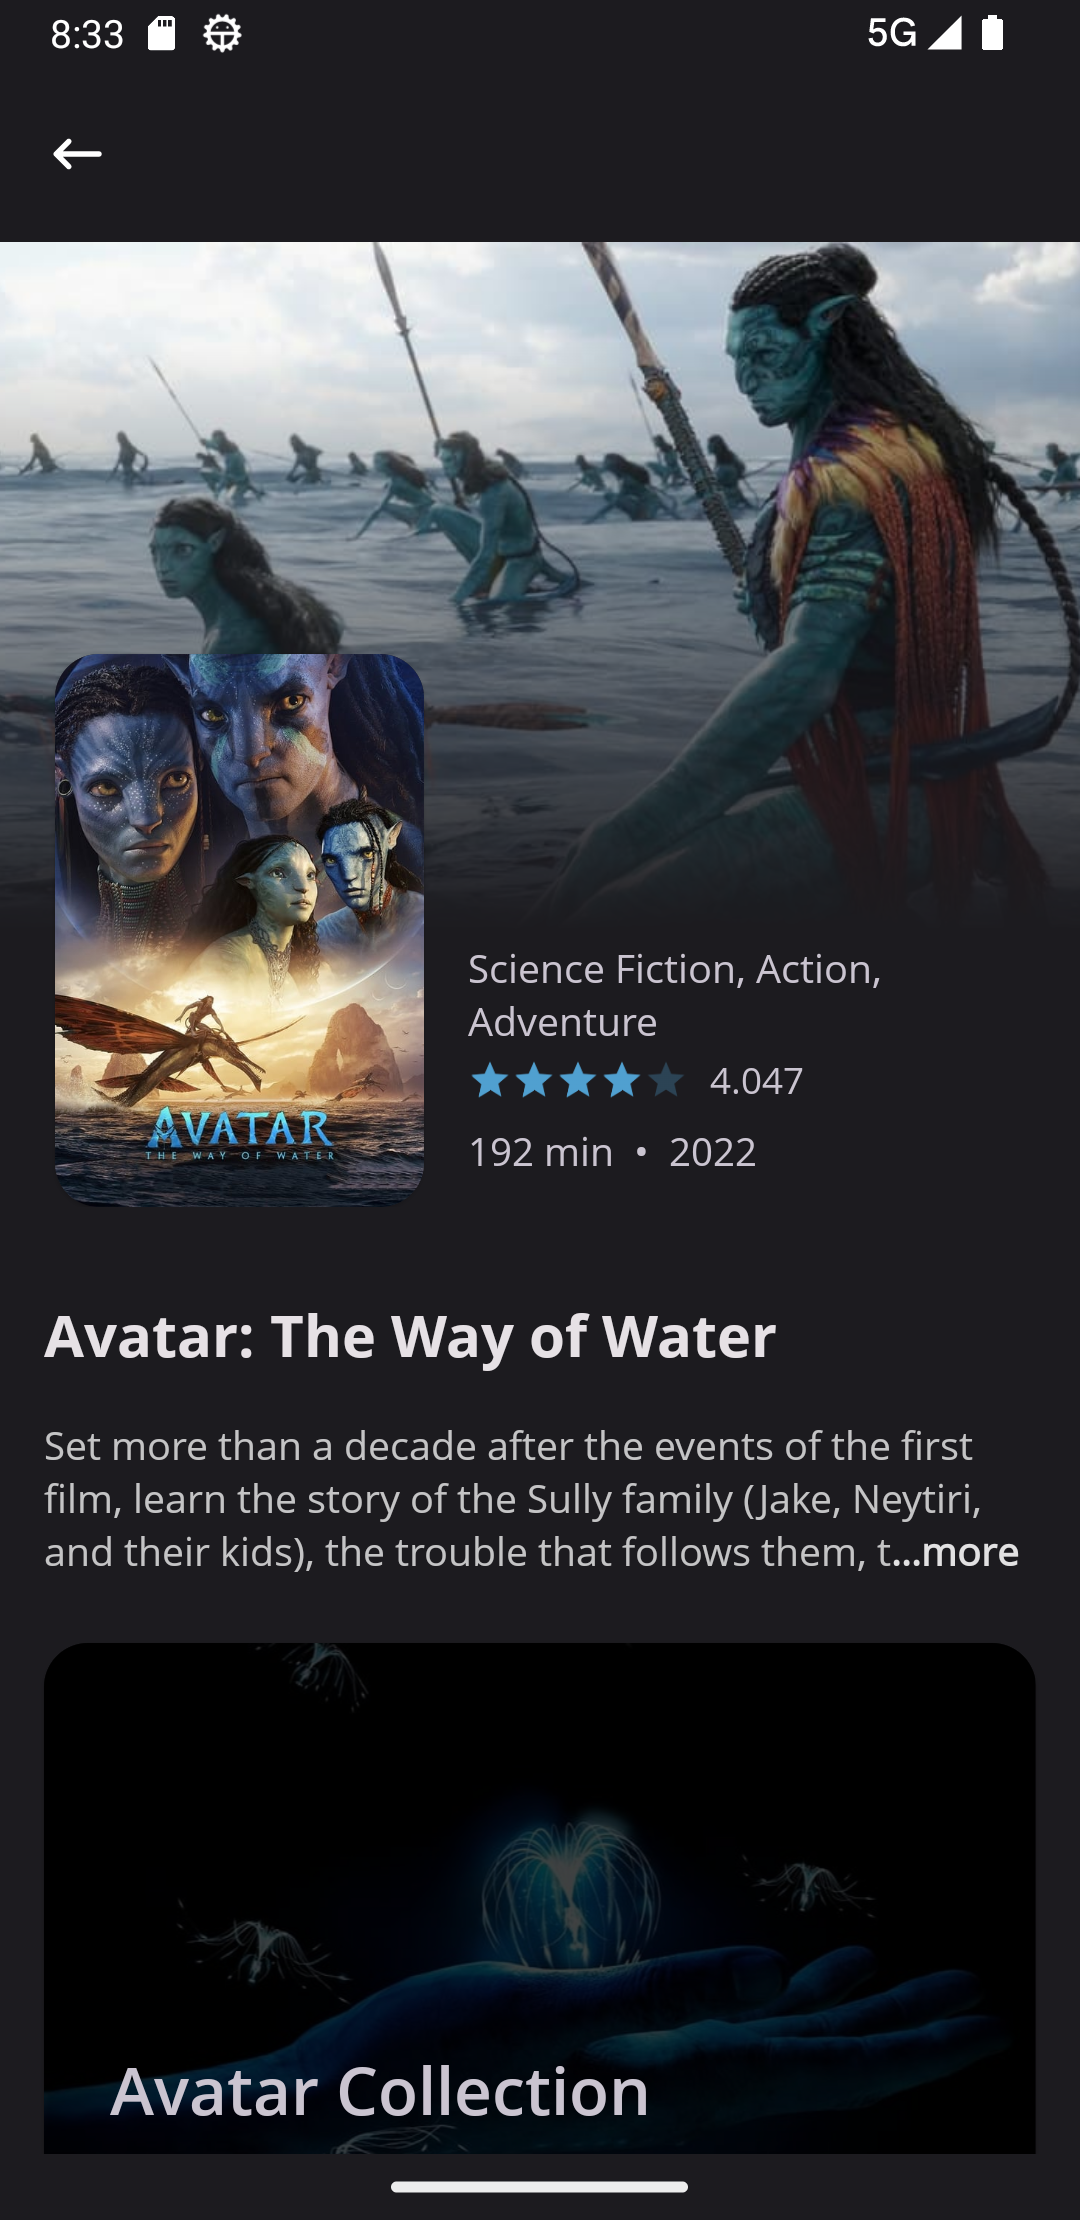 8:33
5G
AVATAR
THE WAY OF WATER
Science Fiction, Action,
Adventure
4.047
192 min • 2022
Avatar: The Way of Water
Set more than a decade after the events of the first
film, learn the story of the Sully family (Jake, Neytiri,
and their kids), the trouble that follows them, t...more
Avatar Collection